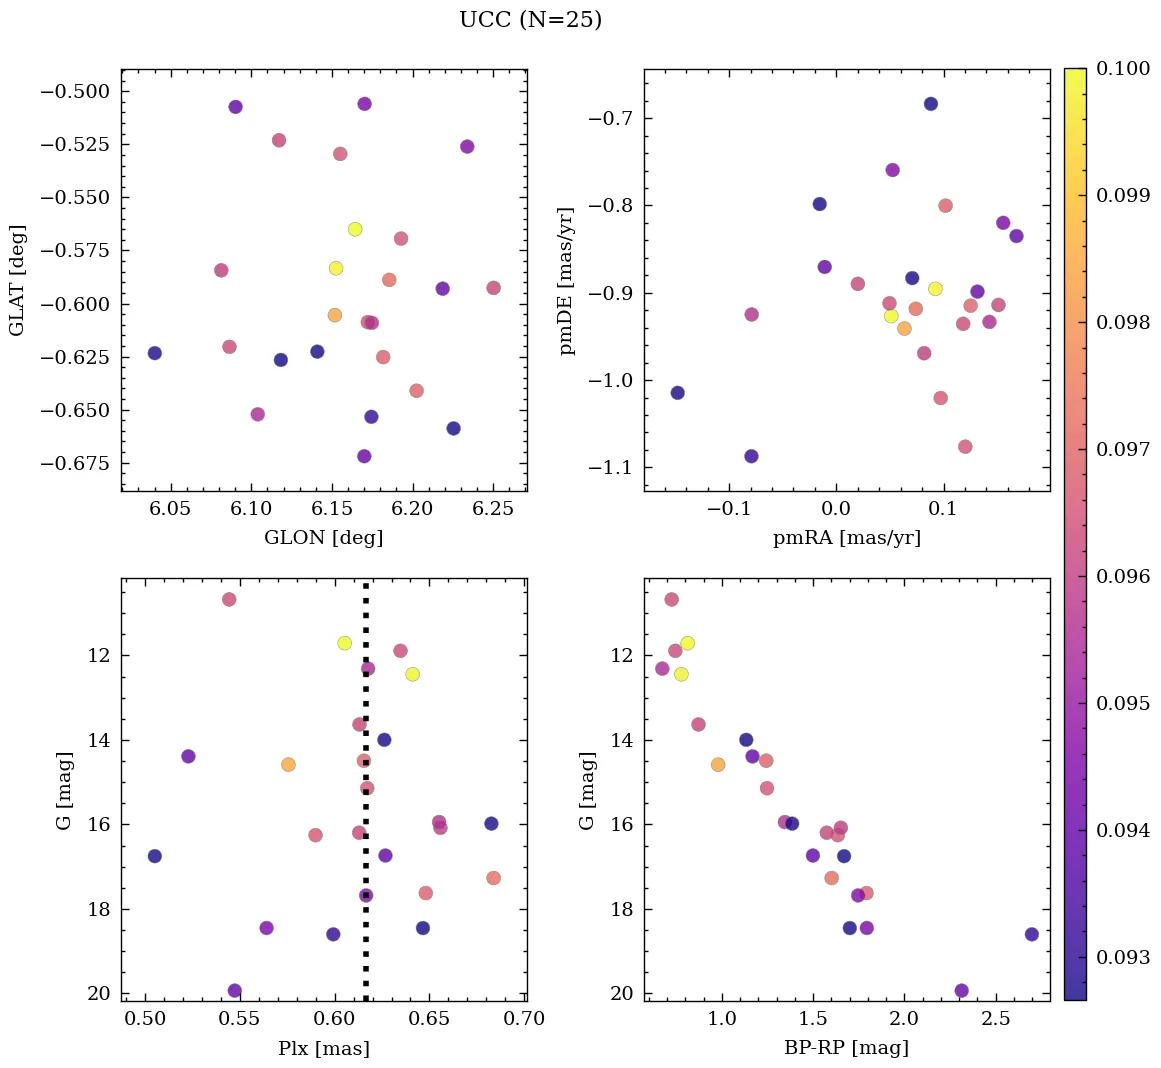 UCC (N=25)
−0.500
−0.525
−0.550
−0.575
−0.600
−0.625
−0.650
−0.675
GLAT [deg]
6.05 6.10 6.15 6.20 6.25
GLON [deg]
−0.7
−0.8
−0.9
−1.0
−1.1
pmDE [mas/yr]
−0.1 0.0 0.1
pmRA [mas/yr]
12
14
16
18
20
G [mag]
0.50 0.55 0.60 0.65 0.70
Plx [mas]
12
14
16
18
20
G [mag]
1.0 1.5 2.0 2.5
BP-RP [mag]
0.100
0.099
0.098
0.097
0.096
0.095
0.094
0.093